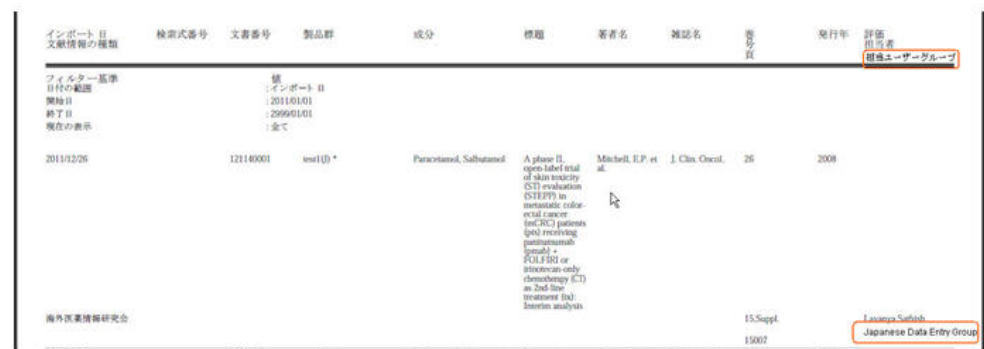 インポート 日 検索式番号 文書番号 製品群 成分 標題 著者名 雑誌名 巻 発行年 評価
文献情報の種類 号 担当者
頁 担当ユーザーグループ
フィルター基準 値
日付の範囲 : インポート 日
開始日 : 2011/01/01
終了日 : 2999/01/01
現在の表示 : 全て
2011/12/26 121140001 test1(J) * Paracetamol, Salbutamol A phase II, Mitchell, E.P. et J. Clin. Oncol. 26 2008
open-label trial al.
of skin toxicity
(ST) evaluation
(STEPP) in
metastatic color-
ectal cancer
(mCRC) patients
(pts) receiving
panitumumab
(pmab) +
FOLFIRI or
irinotecan-only
chemotherapy (CT)
as 2nd-line
treatment (tx):
Interim analysis
海外医薬情報研究会 15,Suppl. Lavanya Sathish
Japanese Data Entry Group
15007